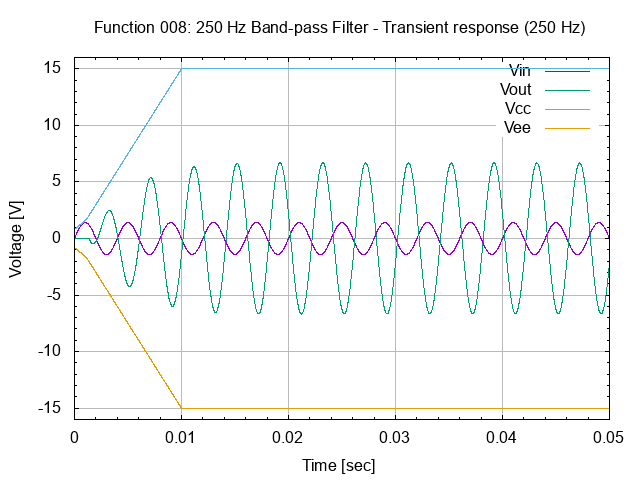 Function 008: 250 Hz Band-pass Filter - Transient response (250 Hz)
15
10
5
0
-5
-10
-15
Voltage [V]
Vin
Vout
Vcc
Vee
0 0.01 0.02 0.03 0.04 0.05
Time [sec]